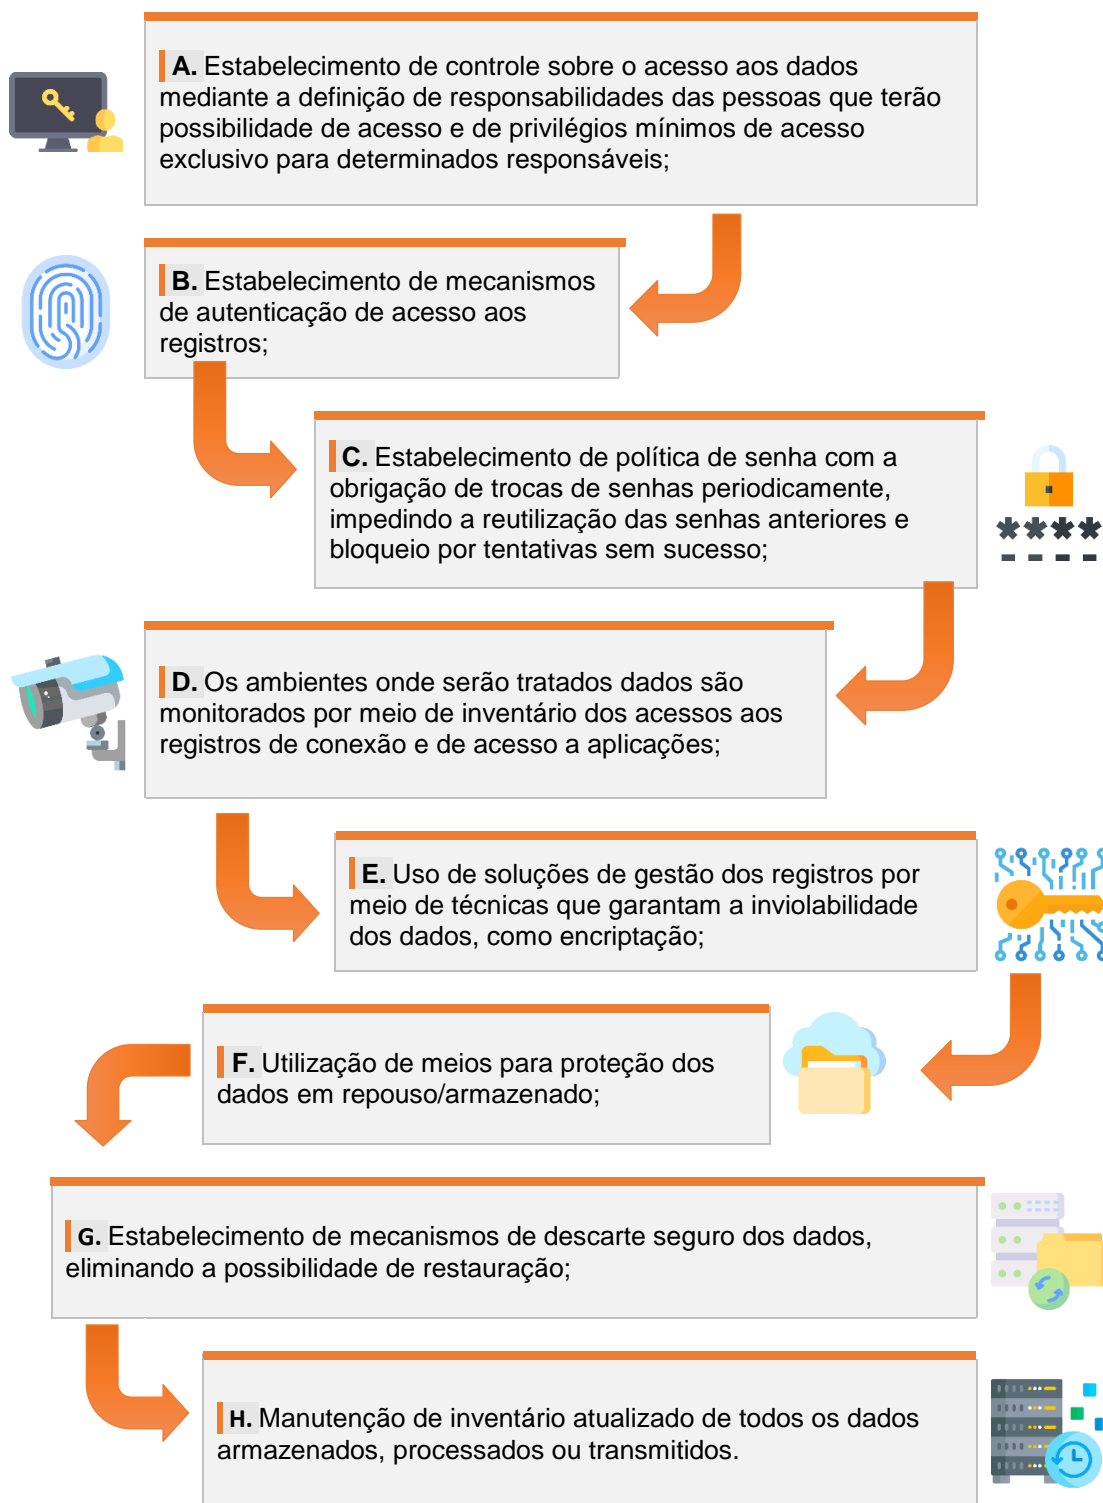 A. Estabelecimento de controle sobre o acesso aos dados
mediante a definição de responsabilidades das pessoas que terão
possibilidade de acesso e de privilégios mínimos de acesso
exclusivo para determinados responsáveis;
B. Estabelecimento de mecanismos
de autenticação de acesso aos
registros;
C. Estabelecimento de política de senha com a
obrigação de trocas de senhas periodicamente,
impedindo a reutilização das senhas anteriores e
bloqueio por tentativas sem sucesso;
D. Os ambientes onde serão tratados dados são
monitorados por meio de inventário dos acessos aos
registros de conexão e de acesso a aplicações;
E. Uso de soluções de gestão dos registros por
meio de técnicas que garantam a inviolabilidade
dos dados, como encriptação;
F. Utilização de meios para proteção dos
dados em repouso/armazenado;
G. Estabelecimento de mecanismos de descarte seguro dos dados,
eliminando a possibilidade de restauração;
H. Manutenção de inventário atualizado de todos os dados
armazenados, processados ou transmitidos.